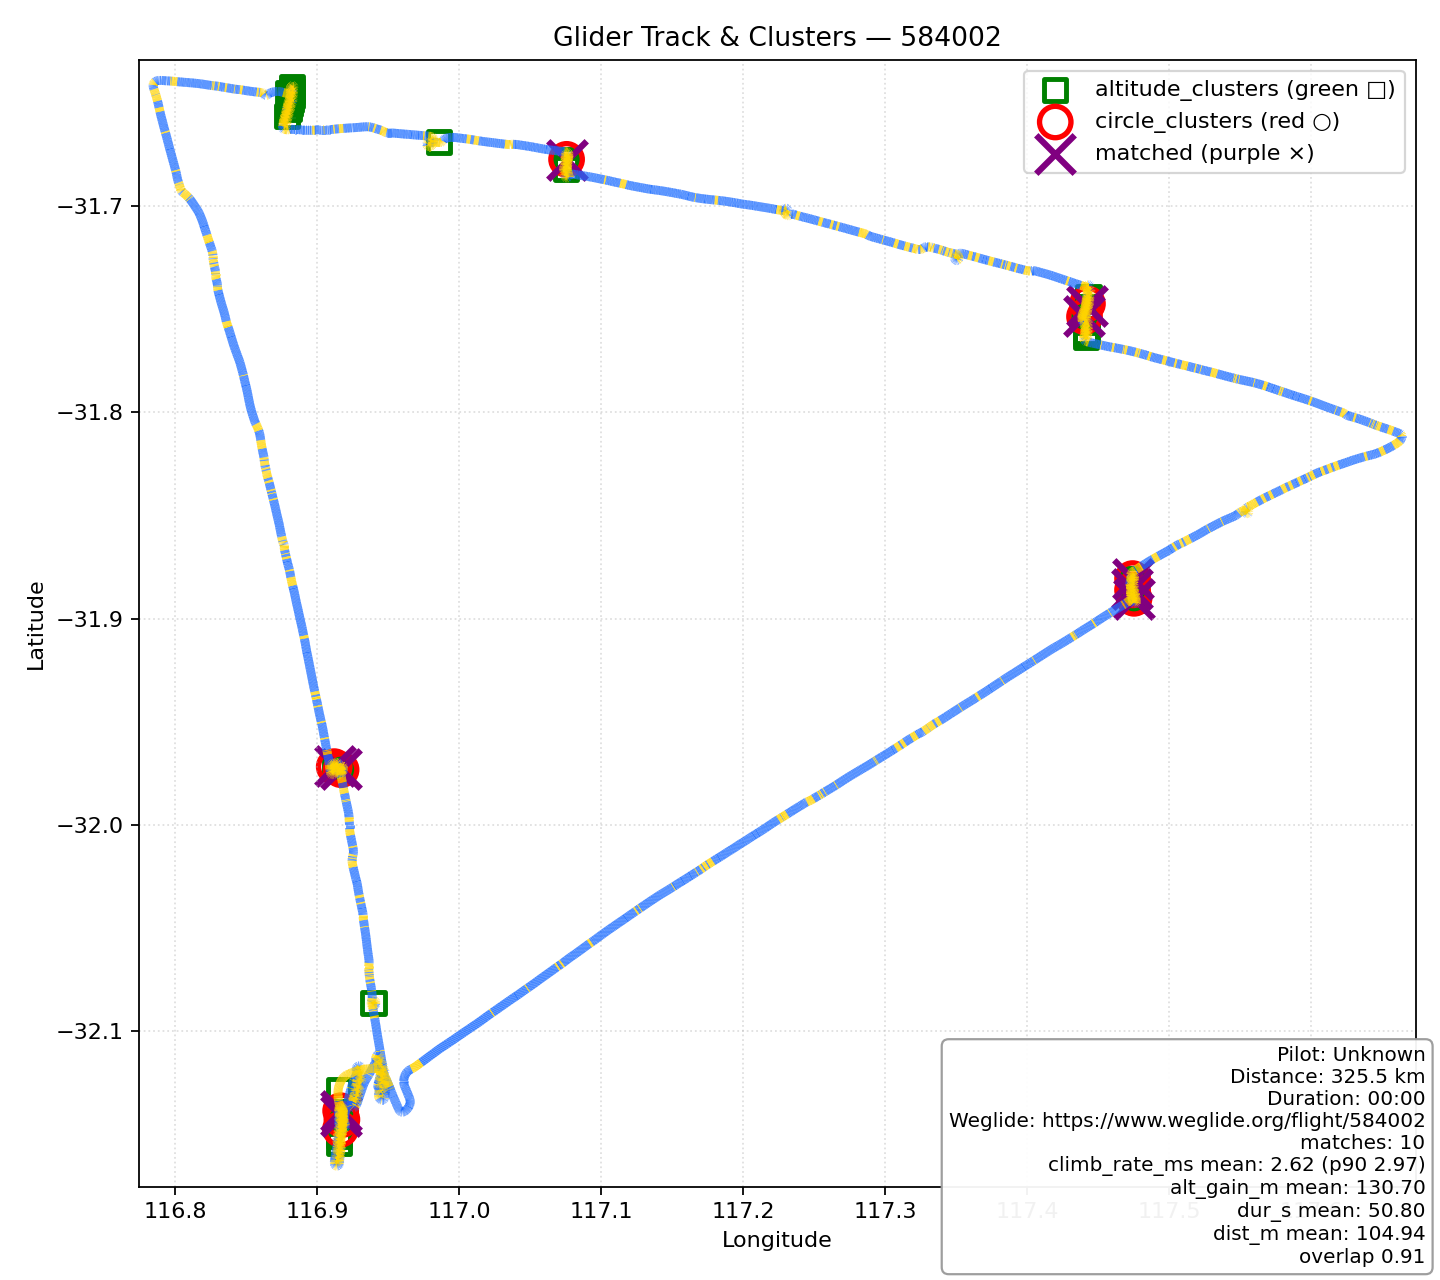 Glider Track & Clusters — 584002
altitude_clusters (green □)
circle_clusters (red ○)
matched (purple ×)
Latitude
−31.7
−31.8
−31.9
−32.0
−32.1
116.8
116.9
117.0
117.1
117.2
117.3
117.4
117.5
Longitude
Pilot: Unknown
Distance: 325.5 km
Duration: 00:00
Weglide: https://www.weglide.org/flight/584002
matches: 10
climb_rate_ms mean: 2.62 (p90 2.97)
alt_gain_m mean: 130.70
dur_s mean: 50.80
dist_m mean: 104.94
overlap 0.91